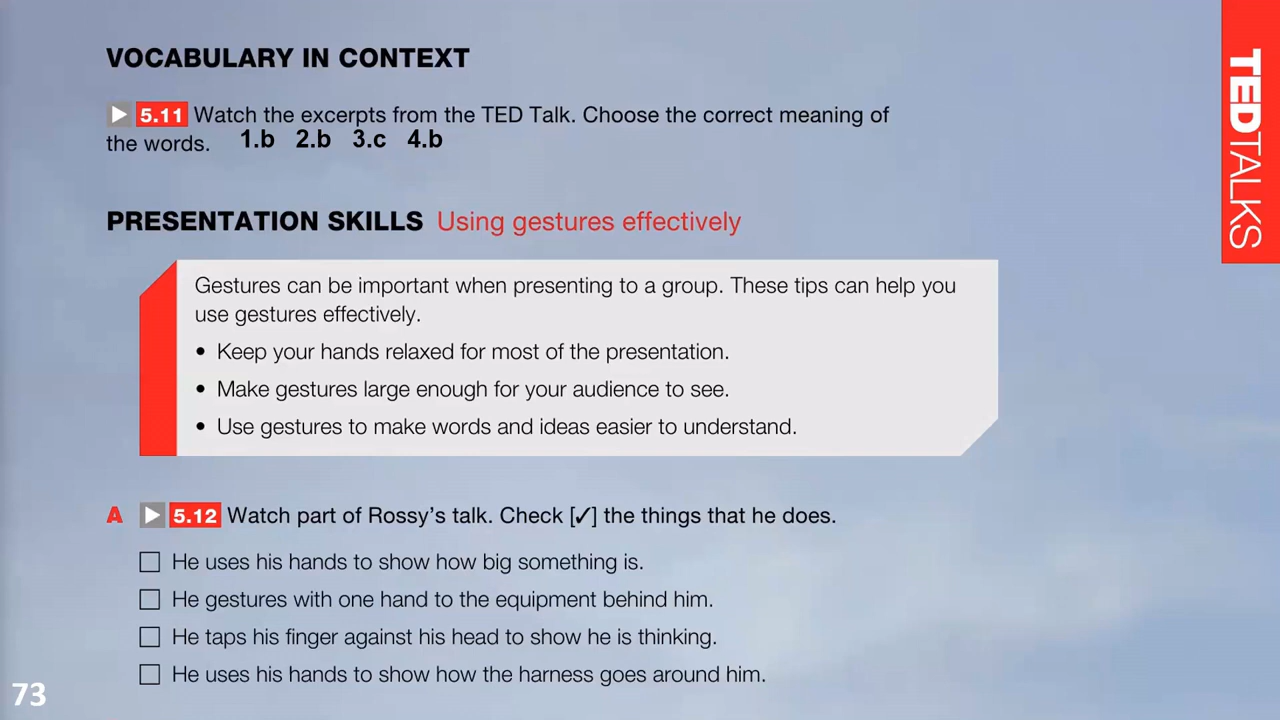 VOCABULARY IN CONTEXT
5.11 Watch the excerpts from the TED Talk. Choose the correct meaning of
the words. 1.b 2.b 3.c 4.b
PRESENTATION SKILLS Using gestures effectively
Gestures can be important when presenting to a group. These tips can help you
use gestures effectively.
• Keep your hands relaxed for most of the presentation.
• Make gestures large enough for your audience to see.
• Use gestures to make words and ideas easier to understand.
A 5.12 Watch part of Rossy’s talk. Check [✓] the things that he does.
He uses his hands to show how big something is.
He gestures with one hand to the equipment behind him.
He taps his finger against his head to show he is thinking.
He uses his hands to show how the harness goes around him.
73
TEDTALKS